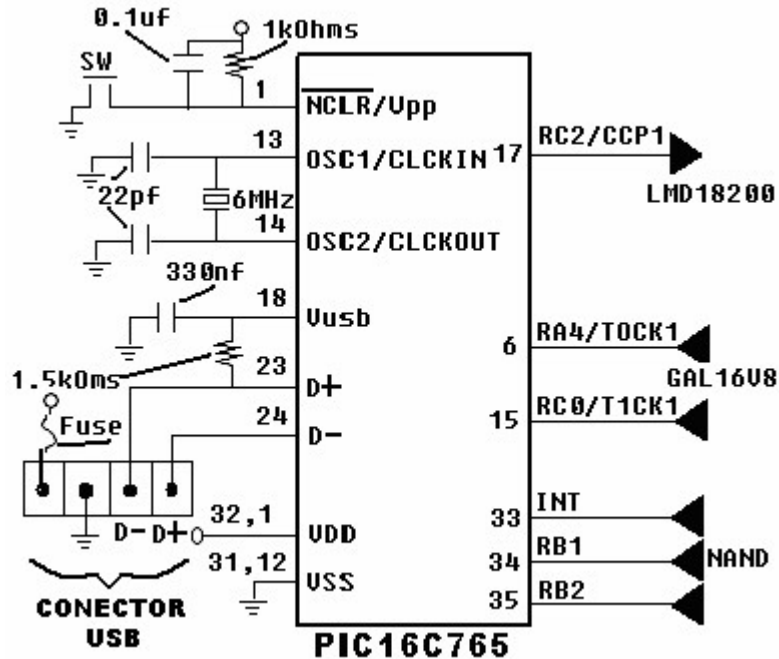 0.1uf
1kOhms
SW
1
NCLR/Vpp
13
OSC1/CLCKIN
17
RC2/CCP1
LMD18200
22pf
6MHz
14
OSC2/CLCKOUT
330nf
18
Vusb
6
RA4/TOCK1
GAL16V8
1.5kOms
23
D+
Fuse
24
D-
15
RC0/T1CK1
D- D+
32,1
VDD
33
INT
31,12
VSS
34
RB1
NAND
35
RB2
CONECTOR
USB
PIC16C765